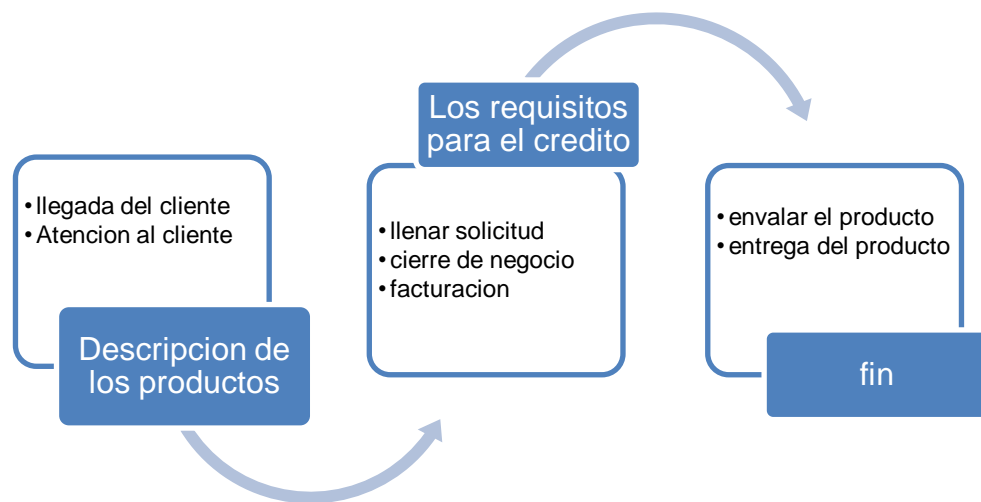 • llegada del cliente
• Atencion al cliente
Descripcion de
los productos
Los requisitos
para el credito
• llenar solicitud
• cierre de negocio
• facturacion
• envalar el producto
• entrega del producto
fin